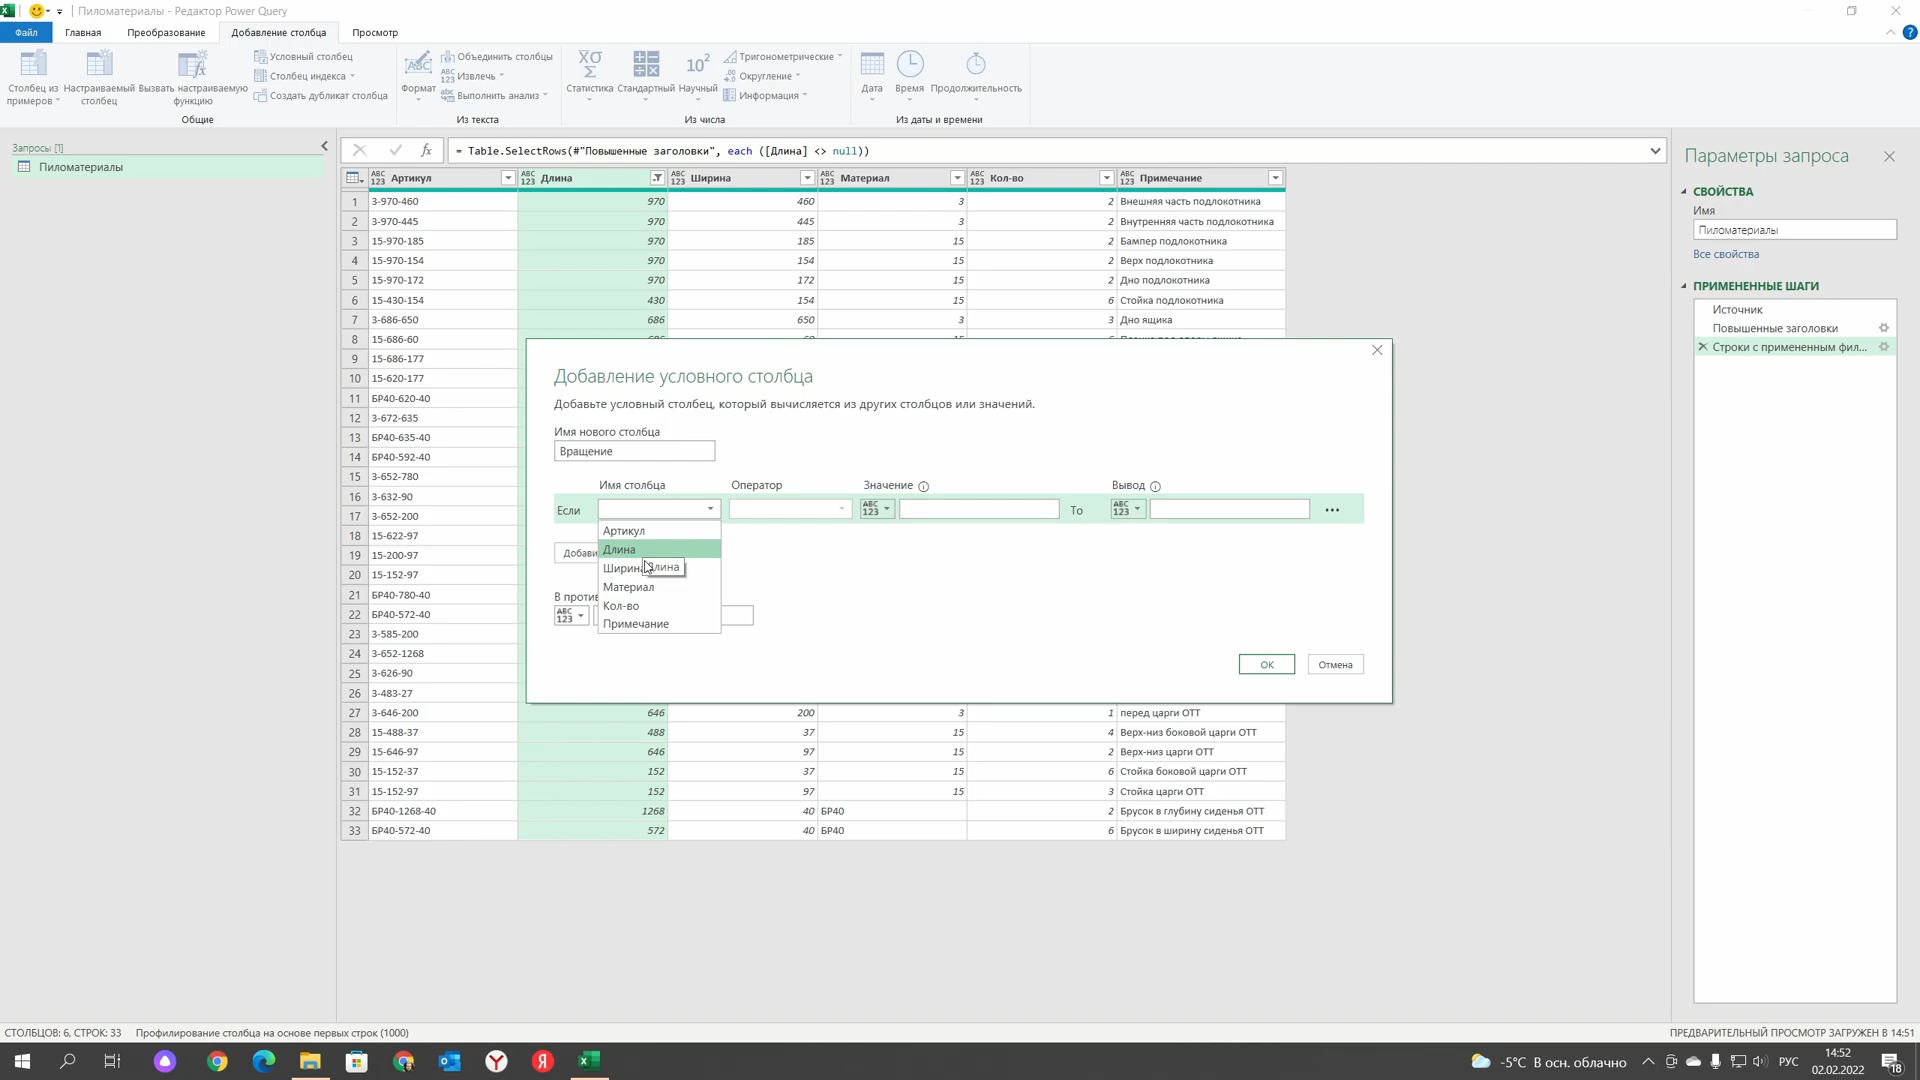 Пиломатериалы - Редактор Power Query
Файл Главная Преобразование Добавление столбца Просмотр
Столбец из примеров
Настраиваемый столбец
Вызвать настраиваемую функцию
Условный столбец
Столбец индекса
Создать дубликат столбца
Общие
Формат
Объединить столбцы
Извлечь
Выполнить анализ
Из текста
Статистика
Стандартный
Научный
Тригонометрические
Округление
Информация
Из числа
Дата
Время
Продолжительность
Из даты и времени
Запросы [1]
Пиломатериалы
= Table.SelectRows(#"Повышенные заголовки", each ([Длина] <> null))
Артикул Длина Ширина Материал Кол-во Примечание
1 3-970-460 970 460 3 2 Внешняя часть подлокотника
2 3-970-445 970 445 3 2 Внутренняя часть подлокотника
3 15-970-185 970 185 15 2 Бампер подлокотника
4 15-970-154 970 154 15 2 Верх подлокотника
5 15-970-172 970 172 15 2 Дно подлокотника
6 15-430-154 430 154 15 6 Стойка подлокотника
7 3-686-650 686 650 3 3 Дно ящика
8 15-686-60
9 15-686-177
10 15-620-177
11 БР40-620-40
12 3-672-635
13 БР40-635-40
14 БР40-592-40
15 3-652-780
16 3-632-90
17 3-652-200
18 15-622-97
19 15-200-97
20 15-152-97
21 БР40-780-40
22 БР40-572-40
23 3-585-200
24 3-652-1268
25 3-626-90
26 3-483-27
27 3-646-200 646 200 3 1 перед царги ОТТ
28 15-488-37 488 37 15 4 Верх-низ боковой царги ОТТ
29 15-646-97 646 97 15 2 Верх-низ царги ОТТ
30 15-152-37 152 37 15 6 Стойка боковой царги ОТТ
31 15-152-97 152 97 15 3 Стойка царги ОТТ
32 БР40-1268-40 1268 40 БР40 2 Брусок в глубину сиденья ОТТ
33 БР40-572-40 572 40 БР40 6 Брусок в ширину сиденья ОТТ
Добавление условного столбца
Добавьте условный столбец, который вычисляется из других столбцов или значений.
Имя нового столбца
Вращение
Имя столбца Оператор Значение Вывод
Если ABC 123 То ABC 123 ...
Артикул
Длина
Ширина
Длина
Материал
Кол-во
Примечание
Добави
В против
ABC 123
ОК Отмена
Параметры запроса
СВОЙСТВА
Имя
Пиломатериалы
Все свойства
ПРИМЕНЕННЫЕ ШАГИ
Источник
Повышенные заголовки
Строки с примененным фил...
СТОЛБЦОВ: 6, СТРОК: 33 Профилирование столбца на основе первых строк (1000)
ПРЕДВАРИТЕЛЬНЫЙ ПРОСМОТР ЗАГРУЖЕН В 14:51
-5°C В осн. облачно РУС 14:52
02.02.2022
18